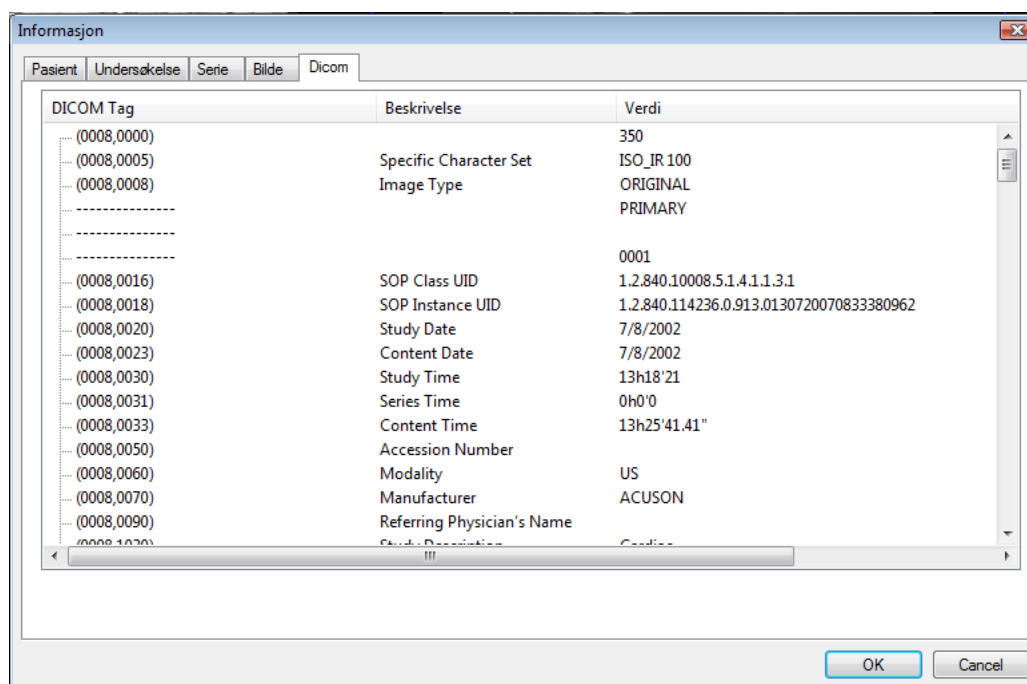 Informasjon
Pasient Undersøkelse Serie Bilde Dicom
DICOM Tag Beskrivelse Verdi
(0008,0000) 350
(0008,0005) Specific Character Set ISO_IR 100
(0008,0008) Image Type ORIGINAL
--------------- PRIMARY
---------------
--------------- 0001
(0008,0016) SOP Class UID 1.2.840.10008.5.1.4.1.1.3.1
(0008,0018) SOP Instance UID 1.2.840.114236.0.913.0130720070833380962
(0008,0020) Study Date 7/8/2002
(0008,0023) Content Date 7/8/2002
(0008,0030) Study Time 13h18'21
(0008,0031) Series Time 0h0'0
(0008,0033) Content Time 13h25'41.41"
(0008,0050) Accession Number
(0008,0060) Modality US
(0008,0070) Manufacturer ACUSON
(0008,0090) Referring Physician's Name
(0008,1030) Study Description Cardiac
OK Cancel